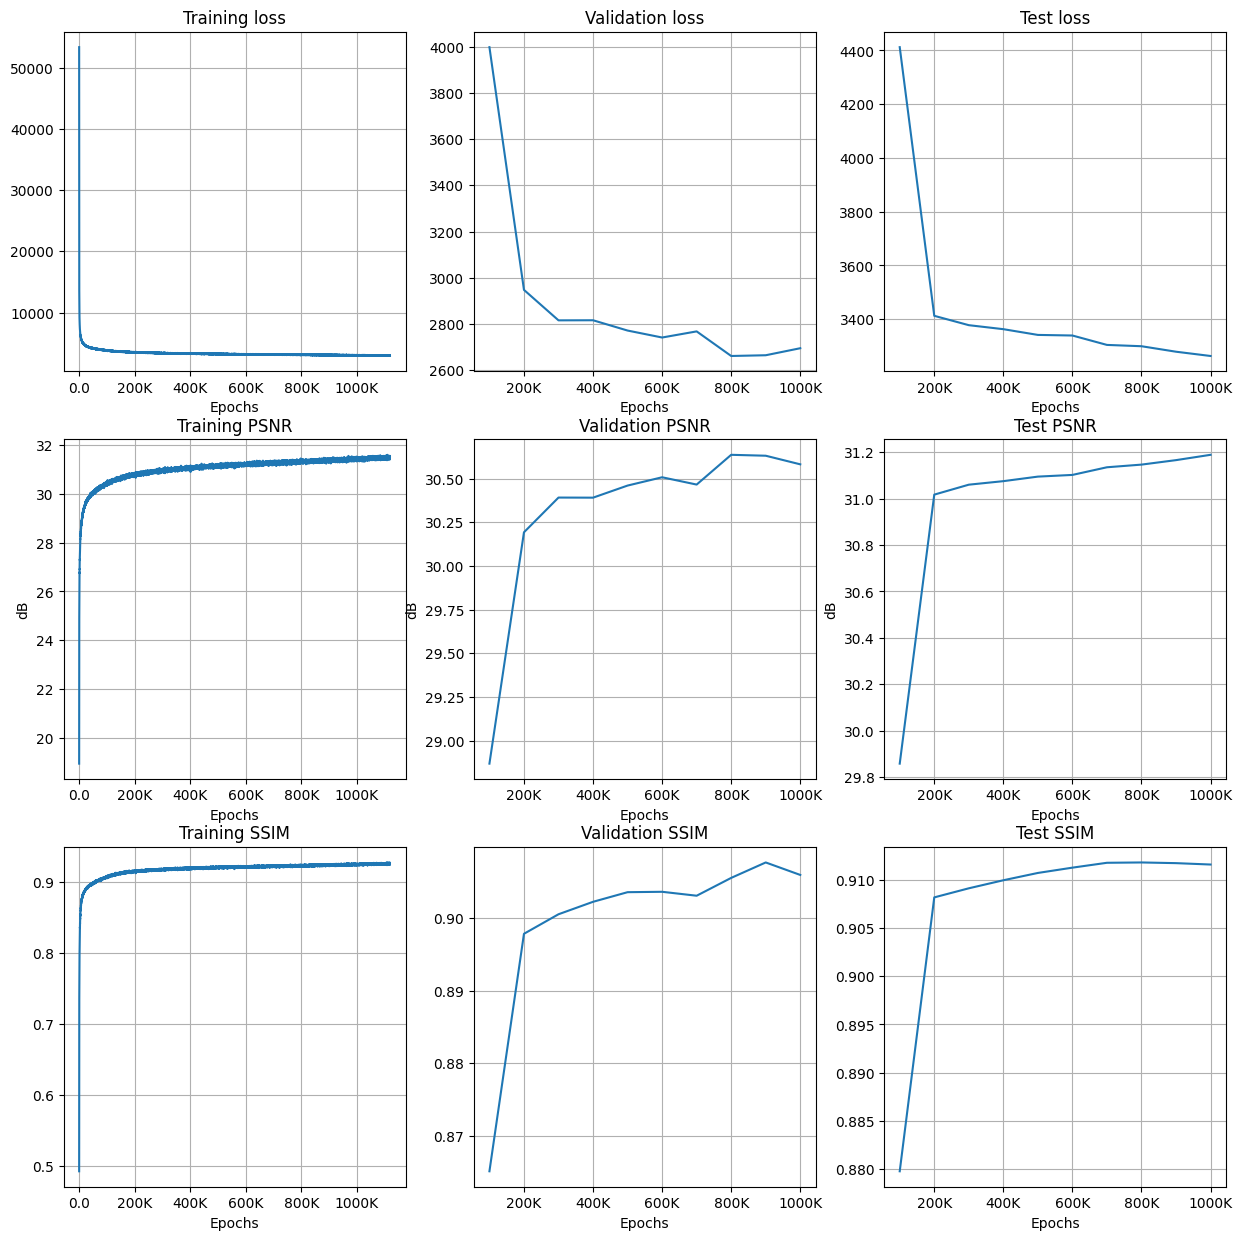 Training loss
50000
40000
30000
20000
10000
0.0 200K 400K 600K 800K 1000K
Epochs
Validation loss
4000
3800
3600
3400
3200
3000
2800
2600
200K 400K 600K 800K 1000K
Epochs
Test loss
4400
4200
4000
3800
3600
3400
200K 400K 600K 800K 1000K
Epochs
Training PSNR
dB
32
30
28
26
24
22
20
0.0 200K 400K 600K 800K 1000K
Epochs
Validation PSNR
dB
30.50
30.25
30.00
29.75
29.50
29.25
29.00
200K 400K 600K 800K 1000K
Epochs
Test PSNR
dB
31.2
31.0
30.8
30.6
30.4
30.2
30.0
29.8
200K 400K 600K 800K 1000K
Epochs
Training SSIM
0.9
0.8
0.7
0.6
0.5
0.0 200K 400K 600K 800K 1000K
Epochs
Validation SSIM
0.90
0.89
0.88
0.87
200K 400K 600K 800K 1000K
Epochs
Test SSIM
0.910
0.905
0.900
0.895
0.890
0.885
0.880
200K 400K 600K 800K 1000K
Epochs